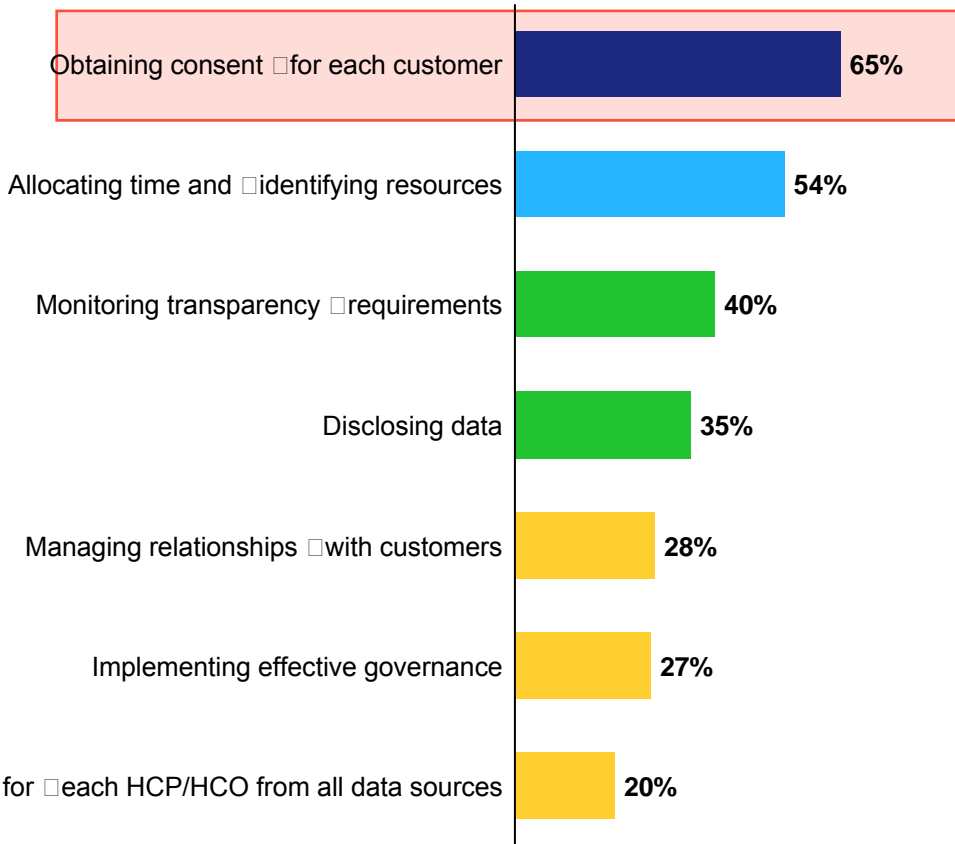 Obtaining consent □for each customer 65%
Allocating time and □identifying resources 54%
Monitoring transparency □requirements 40%
Disclosing data 35%
Managing relationships □with customers 28%
Implementing effective governance 27%
for □each HCP/HCO from all data sources 20%